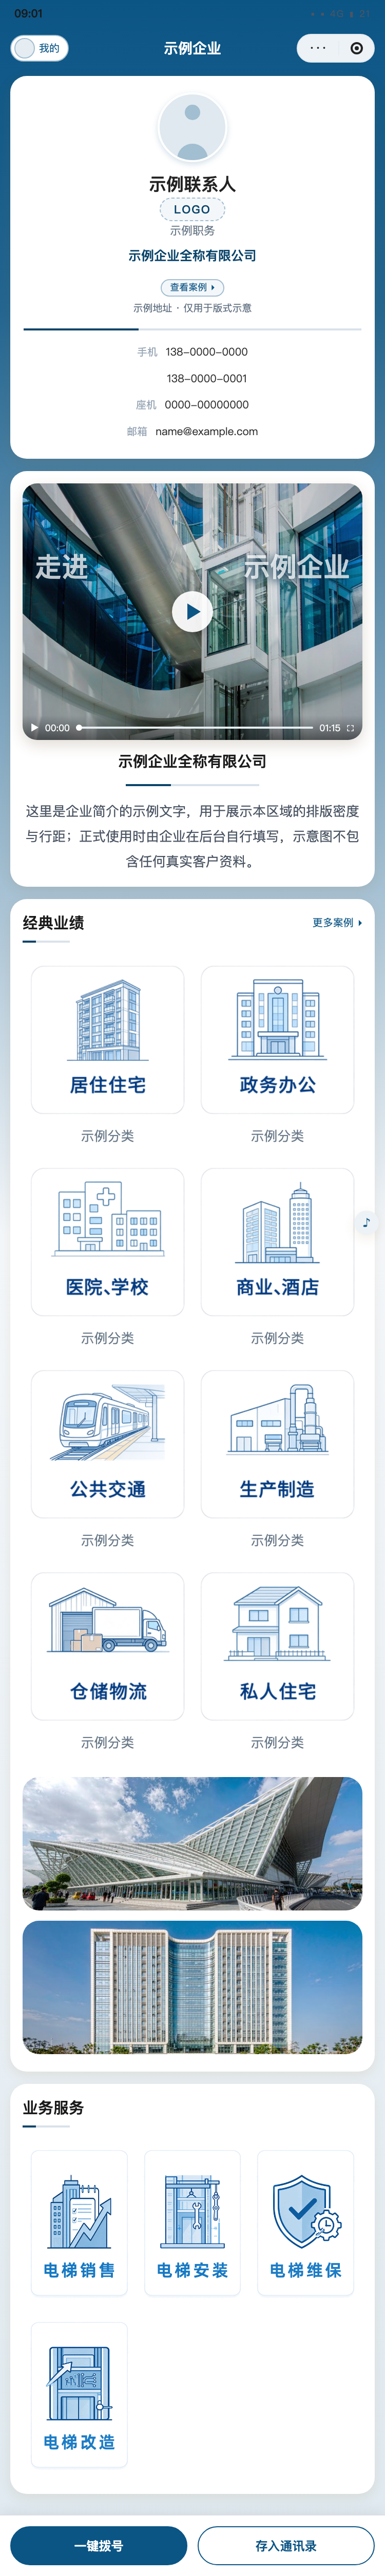 09:01
4G 21
我的
示例企业
示例联系人
LOGO
示例职务
示例企业全称有限公司
查看案例
示例地址 · 仅用于版式示意
手机 138-0000-0000
138-0000-0001
座机 0000-00000000
邮箱 name@example.com
走进 示例企业
00:00 01:15
示例企业全称有限公司
这里是企业简介的示例文字，用于展示本区域的排版密度
与行距；正式使用时由企业在后台自行填写，示意图不包
含任何真实客户资料。
经典业绩 更多案例
居住住宅 政务办公
示例分类 示例分类
医院、学校 商业、酒店
示例分类 示例分类
公共交通 生产制造
示例分类 示例分类
仓储物流 私人住宅
示例分类 示例分类
业务服务
电梯销售 电梯安装 电梯维保
电梯改造
一键拨号 存入通讯录